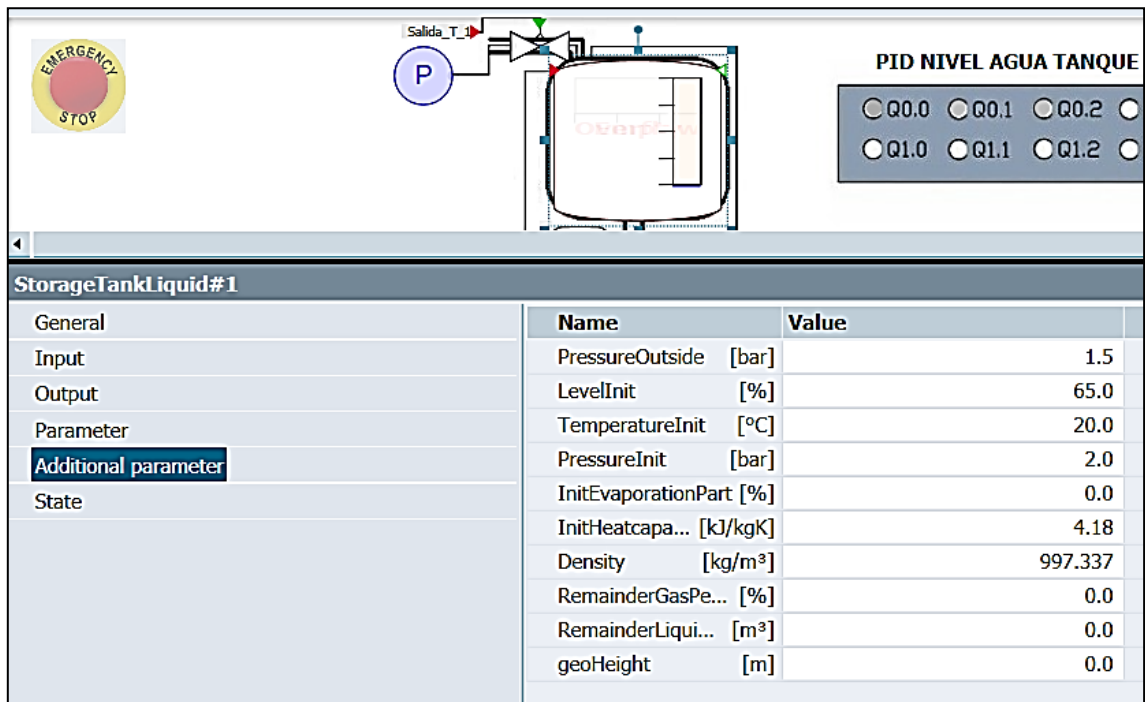 EMERGENCY
STOP
Salida_T_1
P
PID NIVEL AGUA TANQUE
Q0.0 Q0.1 Q0.2
Q1.0 Q1.1 Q1.2
StorageTankLiquid#1
General
Input
Output
Parameter
Additional parameter
State
Name Value
PressureOutside [bar] 1.5
LevelInit [%] 65.0
TemperatureInit [ºC] 20.0
PressureInit [bar] 2.0
InitEvaporationPart [%] 0.0
InitHeatcapa... [kJ/kgK] 4.18
Density [kg/m³] 997.337
RemainderGasPe... [%] 0.0
RemainderLiqui... [m³] 0.0
geoHeight [m] 0.0